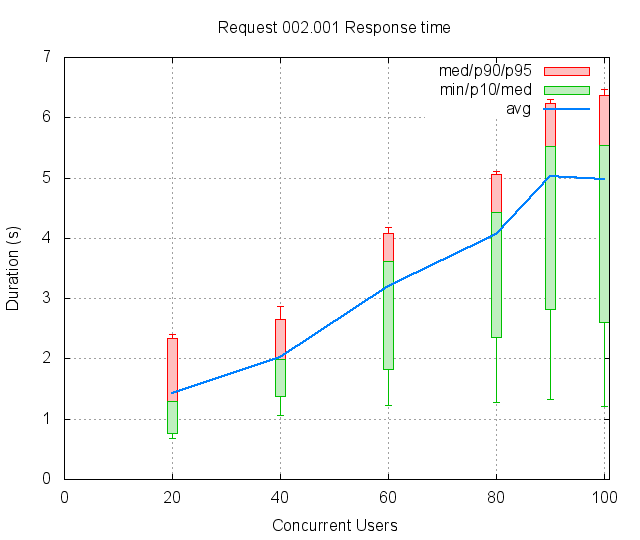 Request 002.001 Response time
7
6
5
4
3
2
1
0
med/p90/p95
min/p10/med
avg
Duration (s)
0 20 40 60 80 100
Concurrent Users